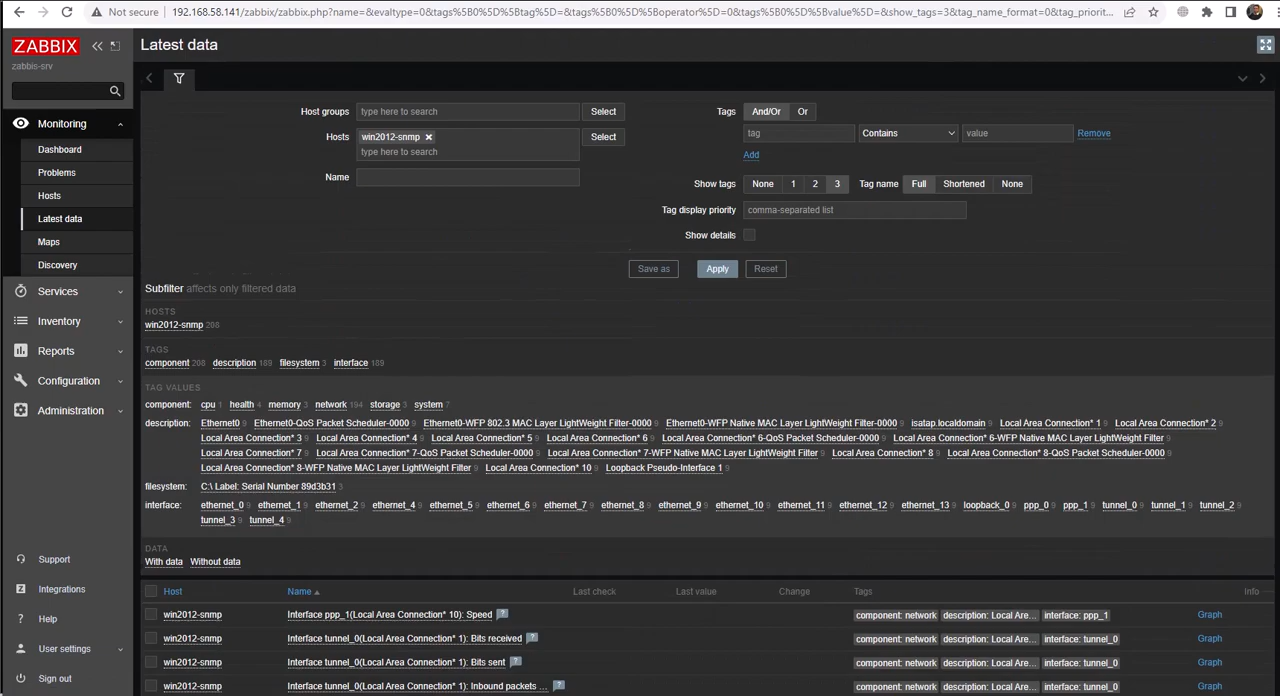 Not secure | 192.168.58.141/zabbix/zabbix.php?name=&evaltype=0&tags%5B0%5D%5Btag%5D=&tags%5B0%5D%5Boperator%5D=0&tags%5B0%5D%5Bvalue%5D=&show_tags=3&tag_name_format=0&tag_priorit...
ZABBIX
Latest data
zabbis-srv
Host groups type here to search Select Tags And/Or Or
Monitoring
Hosts win2012-snmp Select tag Contains value Remove
type here to search
Dashboard
Add
Problems
Name
Show tags None 1 2 3 Tag name Full Shortened None
Hosts
Tag display priority comma-separated list
Latest data
Show details
Maps
Discovery
Save as Apply Reset
Services
Subfilter affects only filtered data
HOSTS
Inventory
win2012-snmp 208
Reports
TAGS
component 208 description 189 filesystem 3 interface 189
Configuration
TAG VALUES
component: cpu 1 health 4 memory 3 network 194 storage 3 system 7
Administration
description: Ethernet0 9 Ethernet0-QoS Packet Scheduler-0000 9 Ethernet0-WFP 802.3 MAC Layer LightWeight Filter-0000 9 Ethernet0-WFP Native MAC Layer LightWeight Filter-0000 9 isatap.localdomain 9 Local Area Connection* 1 9 Local Area Connection* 2 9
Local Area Connection* 3 9 Local Area Connection* 4 9 Local Area Connection* 5 9 Local Area Connection* 6 9 Local Area Connection* 6-QoS Packet Scheduler-0000 9 Local Area Connection* 6-WFP Native MAC Layer LightWeight Filter 9
Local Area Connection* 7 9 Local Area Connection* 7-QoS Packet Scheduler-0000 9 Local Area Connection* 7-WFP Native MAC Layer LightWeight Filter 9 Local Area Connection* 8 9 Local Area Connection* 8-QoS Packet Scheduler-0000 9
Local Area Connection* 8-WFP Native MAC Layer LightWeight Filter 9 Local Area Connection* 10 9 Loopback Pseudo-Interface 1 9
filesystem: C:\ Label: Serial Number 89d3b31 3
interface: ethernet_0 9 ethernet_1 9 ethernet_2 9 ethernet_4 9 ethernet_5 9 ethernet_6 9 ethernet_7 9 ethernet_8 9 ethernet_9 9 ethernet_10 9 ethernet_11 9 ethernet_12 9 ethernet_13 9 loopback_0 9 ppp_0 9 ppp_1 9 tunnel_0 9 tunnel_1 9 tunnel_2 9
tunnel_3 9 tunnel_4 9
DATA
With data Without data
Support
Integrations
Help
User settings
Sign out
Host Name Last check Last value Change Tags Info
win2012-snmp Interface ppp_1(Local Area Connection* 10): Speed ? component: network description: Local Are... interface: ppp_1 Graph
win2012-snmp Interface tunnel_0(Local Area Connection* 1): Bits received ? component: network description: Local Are... interface: tunnel_0 Graph
win2012-snmp Interface tunnel_0(Local Area Connection* 1): Bits sent ? component: network description: Local Are... interface: tunnel_0 Graph
win2012-snmp Interface tunnel_0(Local Area Connection* 1): Inbound packets ... ? component: network description: Local Are... interface: tunnel_0 Graph